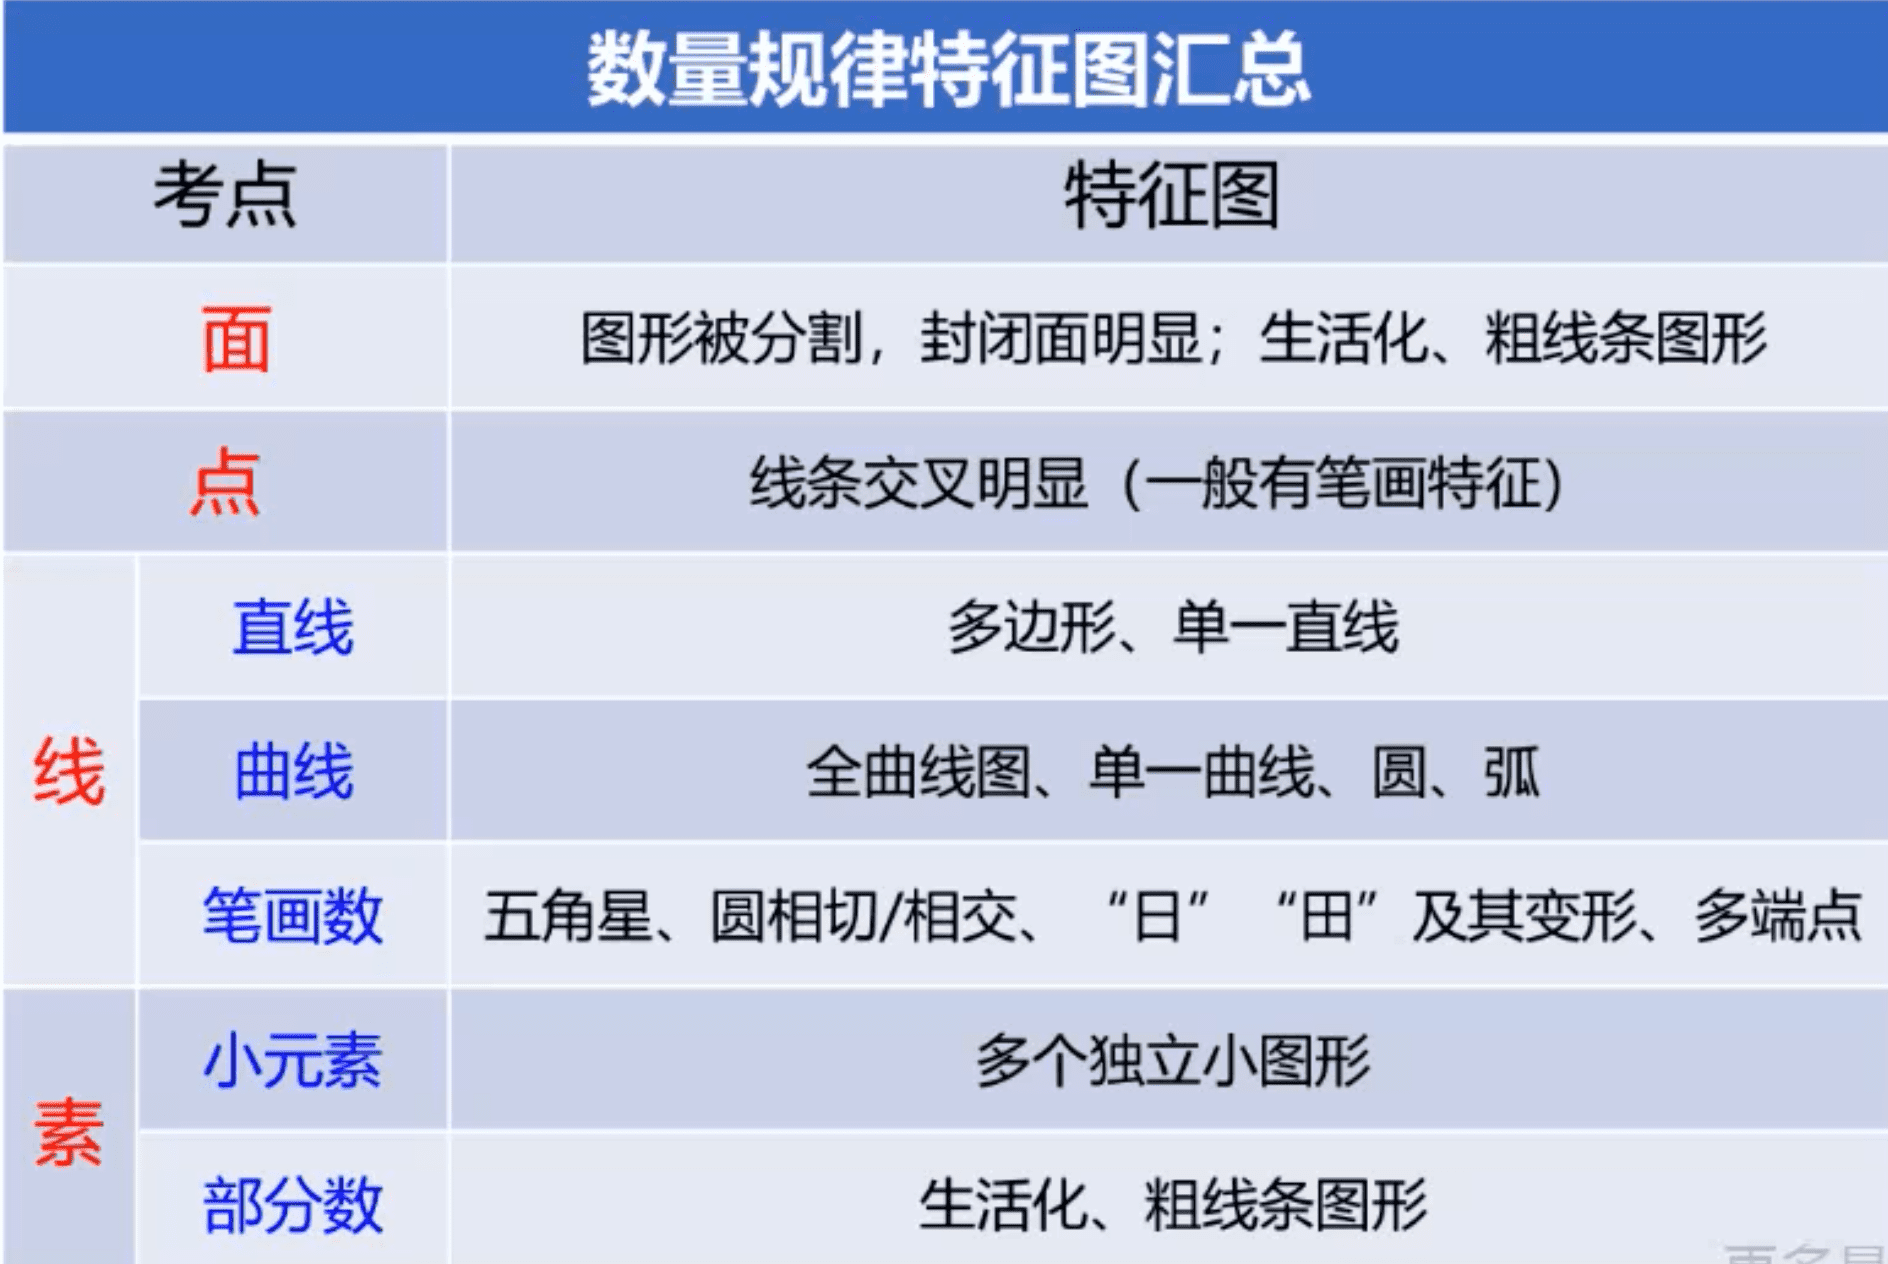 数量规律特征图汇总
考点 特征图
面 图形被分割，封闭面明显；生活化、粗线条图形
点 线条交叉明显（一般有笔画特征）
线
直线 多边形、单一直线
曲线 全曲线图、单一曲线、圆、弧
笔画数 五角星、圆相切/相交、“日”“田”及其变形、多端点
素
小元素 多个独立小图形
部分数 生活化、粗线条图形